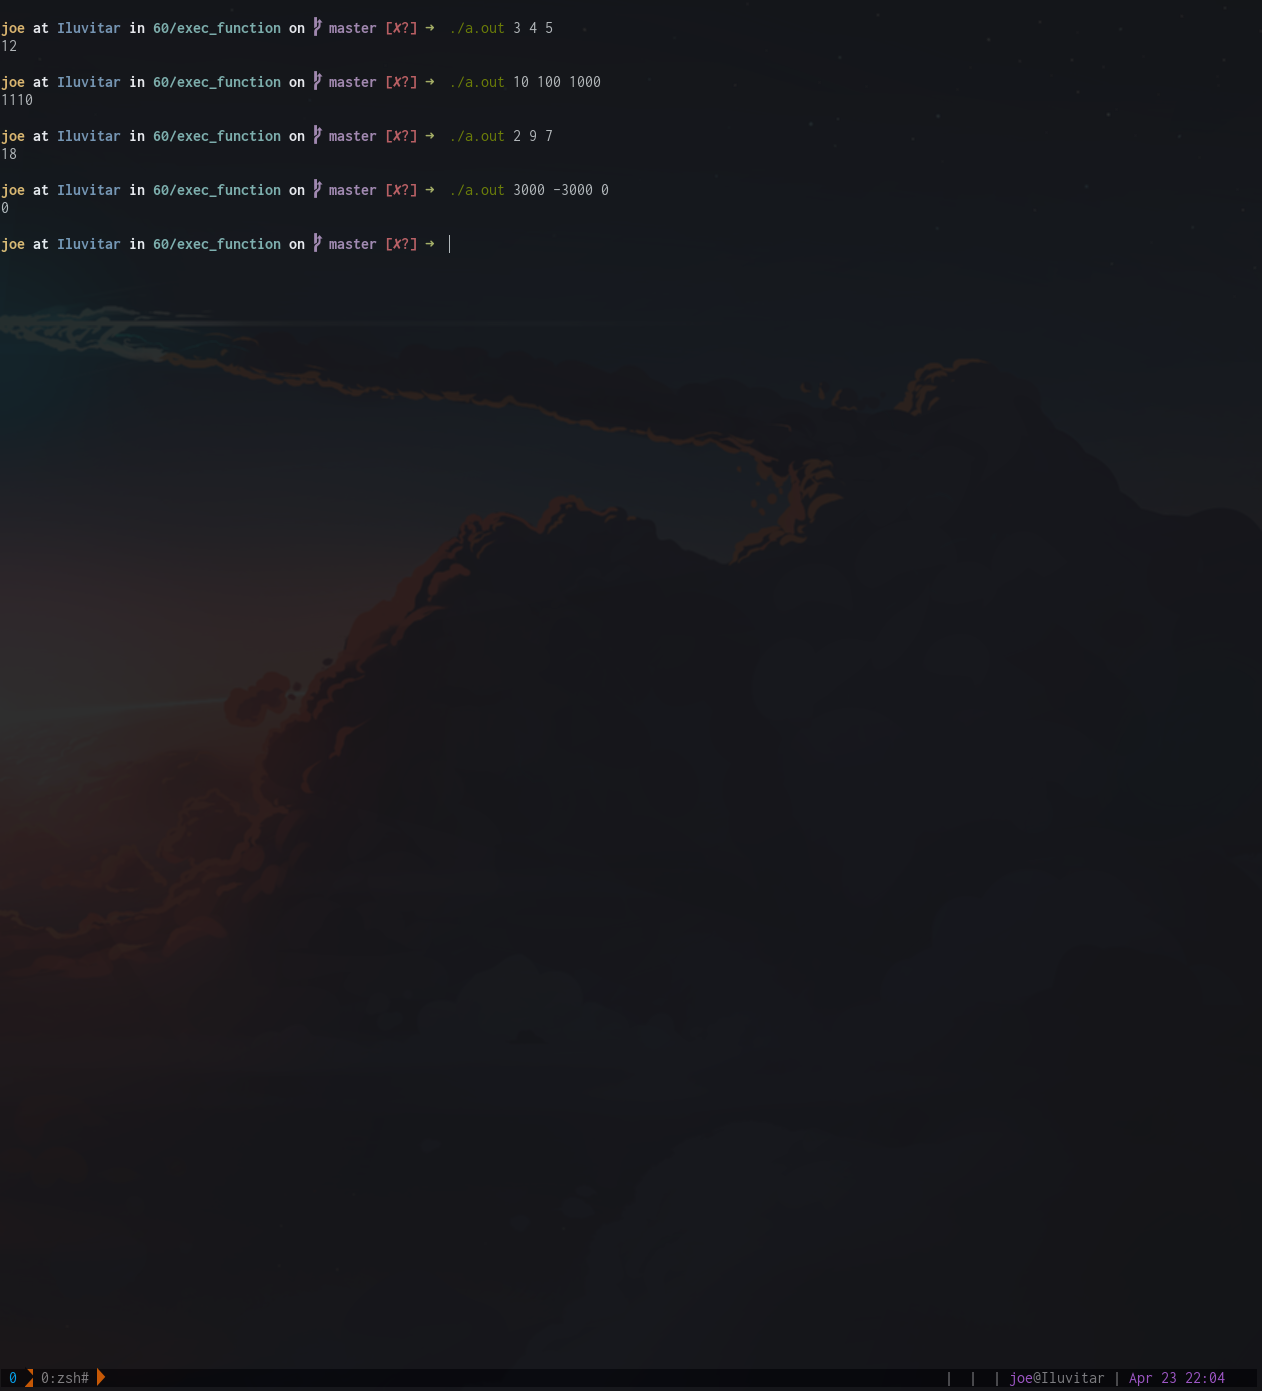 joe at Iluvitar in 60/exec_function on master [✗?] ➜ ./a.out 3 4 5
12
joe at Iluvitar in 60/exec_function on master [✗?] ➜ ./a.out 10 100 1000
1110
joe at Iluvitar in 60/exec_function on master [✗?] ➜ ./a.out 2 9 7
18
joe at Iluvitar in 60/exec_function on master [✗?] ➜ ./a.out 3000 -3000 0
0
joe at Iluvitar in 60/exec_function on master [✗?] ➜
0 0:zsh# | | | joe@Iluvitar | Apr 23 22:04